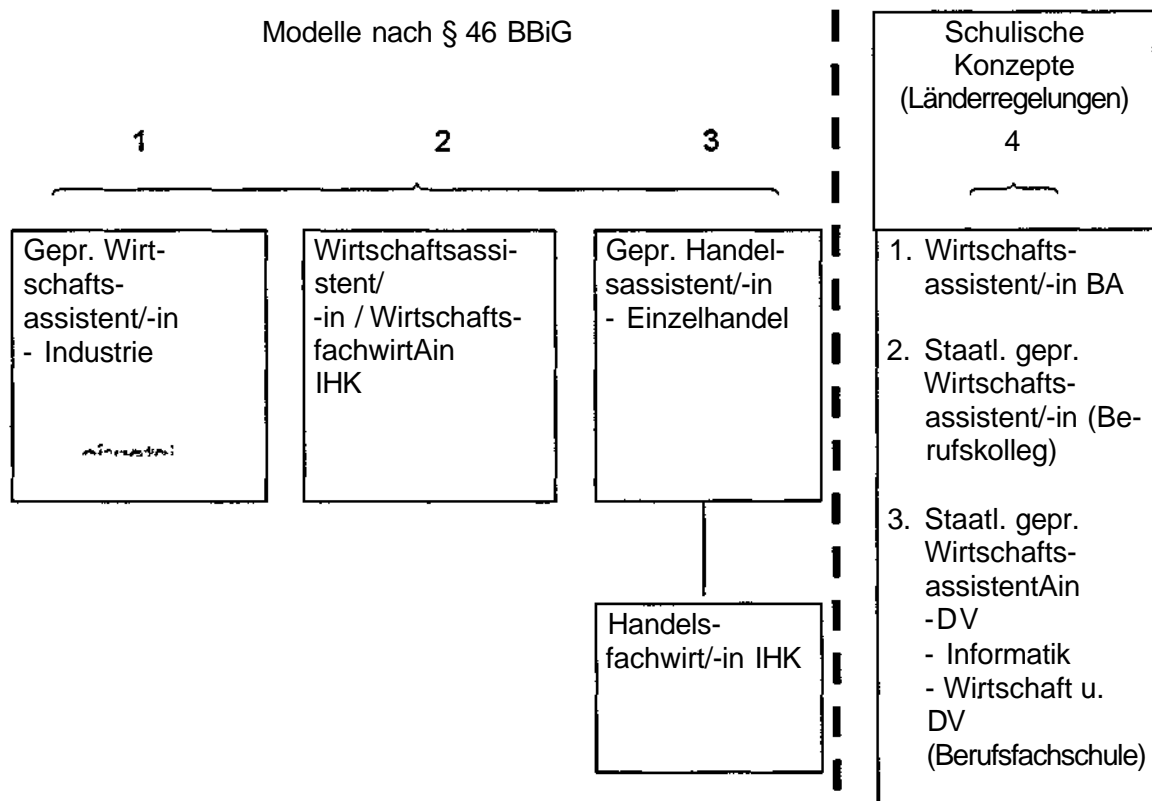 Modelle nach § 46 BBiG
1 2 3
Gepr. Wirt-
schafts-
assistent/-in
- Industrie
Wirtschaftsassi-
stent/
-in / Wirtschafts-
fachwirtAin
IHK
Gepr. Handel-
sassistent/-in
- Einzelhandel
Handels-
fachwirt/-in IHK
Schulische
Konzepte
(Länderregelungen)
4
1. Wirtschafts-
assistent/-in BA
2. Staatl. gepr.
Wirtschafts-
assistent/-in (Be-
rufskolleg)
3. Staatl. gepr.
Wirtschafts-
assistentAin
-DV
- Informatik
- Wirtschaft u.
DV
(Berufsfachschule)